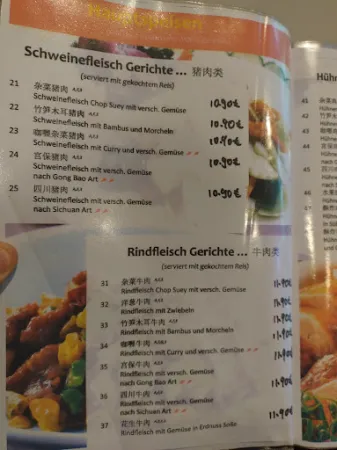 Hauptspeisen
Schweinefleisch Gerichte ... 猪肉类
(serviert mit gekochtem Reis)
21 杂菜猪肉
Schweinefleisch Chop Suey mit versch. Gemüse 10.90€
22 竹笋木耳猪肉
Schweinefleisch mit Bambus und Morcheln 10.90€
23 咖喱杂菜猪肉
Schweinefleisch mit Curry und versch. Gemüse 10.90€
24 宫保猪肉
Schweinefleisch mit versch. Gemüse
nach Gong Bao Art 10.90€
25 四川猪肉
Schweinefleisch mit versch. Gemüse
nach Sichuan Art 10.90€
Rindfleisch Gerichte ... 牛肉类
(serviert mit gekochtem Reis)
31 杂菜牛肉
Rindfleisch Chop Suey mit versch. Gemüse 11.90€
32 洋葱牛肉
Rindfleisch mit Zwiebeln 11.90€
33 竹笋木耳牛肉
Rindfleisch mit Bambus und Morcheln 11.90€
34 咖喱牛肉
Rindfleisch mit Curry und versch. Gemüse 11.90€
35 宫保牛肉
Rindfleisch mit versch. Gemüse
nach Gong Bao Art 11.90€
36 四川牛肉
Rindfleisch mit versch. Gemüse
nach Sichuan Art 11.90€
37 花生牛肉
Rindfleisch mit Gemüse in Erdnuss Soße 11.90€
Hühn
41
42
43
44
45
46